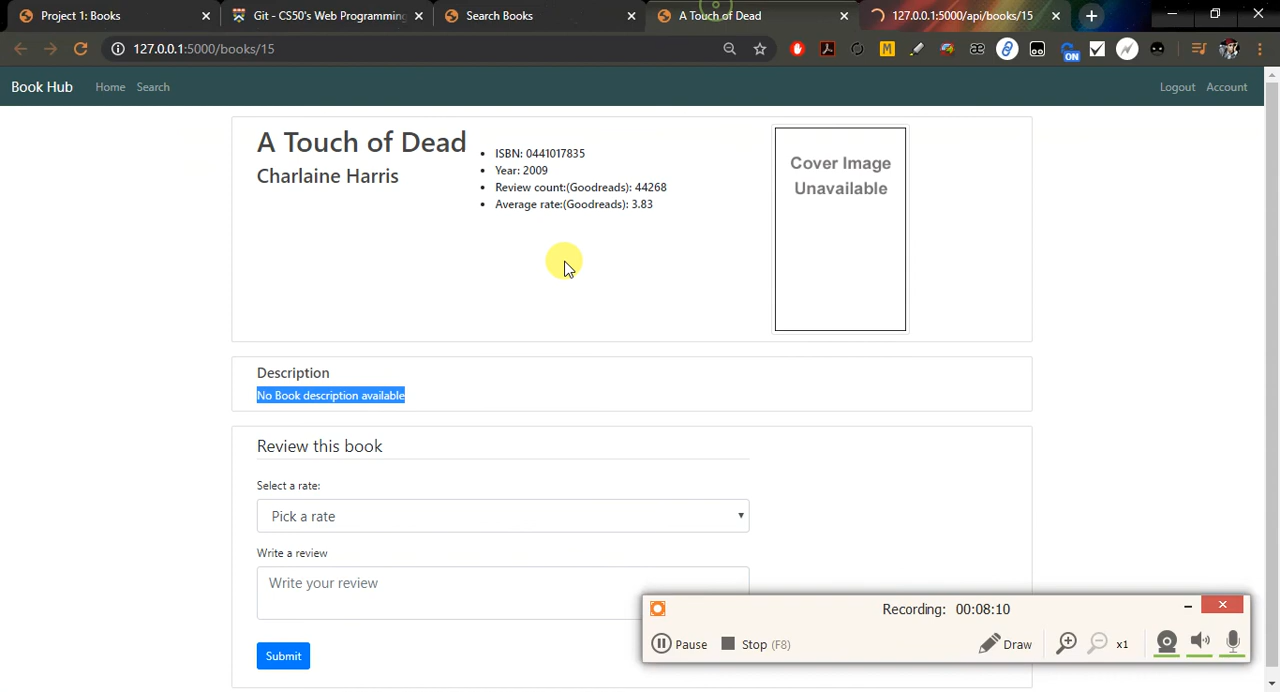 Project 1: Books
Git - CS50's Web Programming
Search Books
A Touch of Dead
127.0.0.1:5000/api/books/15
127.0.0.1:5000/books/15
M
ON
Book Hub
Home
Search
Logout
Account
A Touch of Dead
Charlaine Harris
ISBN: 0441017835
Year: 2009
Review count:(Goodreads): 44268
Average rate:(Goodreads): 3.83
Cover Image
Unavailable
Description
No Book description available
Review this book
Select a rate:
Pick a rate
Write a review
Write your review
Submit
Recording: 00:08:10
Pause
Stop (F8)
Draw
x1